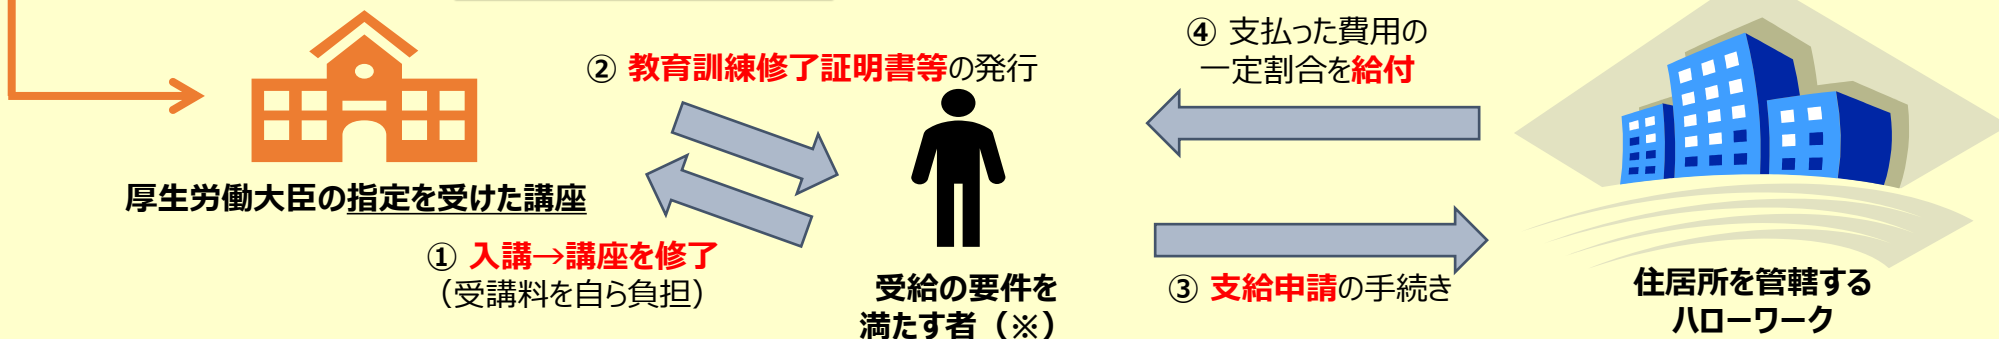 厚生労働大臣の指定を受けた講座
① 入講→講座を修了
（受講料を自ら負担）
② 教育訓練修了証明書等の発行
受給の要件を
満たす者（※）
④ 支払った費用の
一定割合を給付
③ 支給申請の手続き
住居所を管轄する
ハローワーク